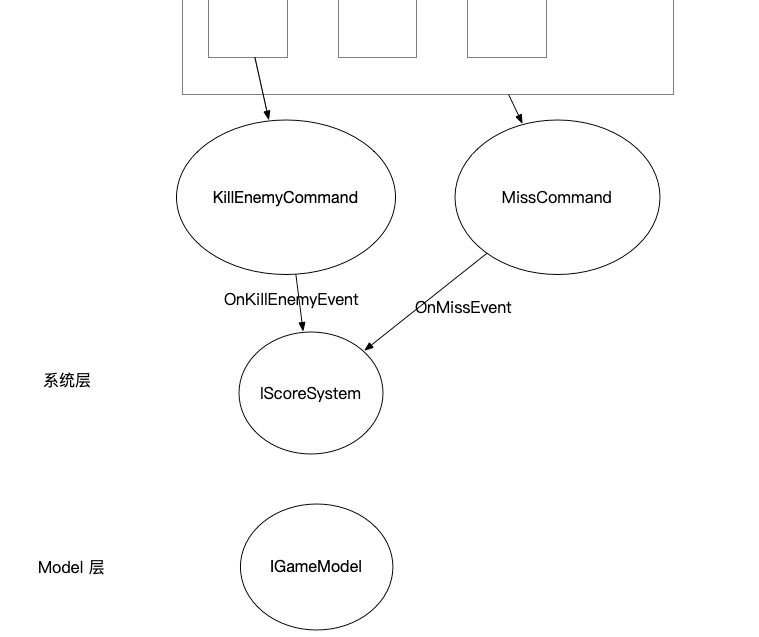 KillEnemyCommand
MissCommand
OnKillEnemyEvent
OnMissEvent
系统层
IScoreSystem
Model 层
IGameModel